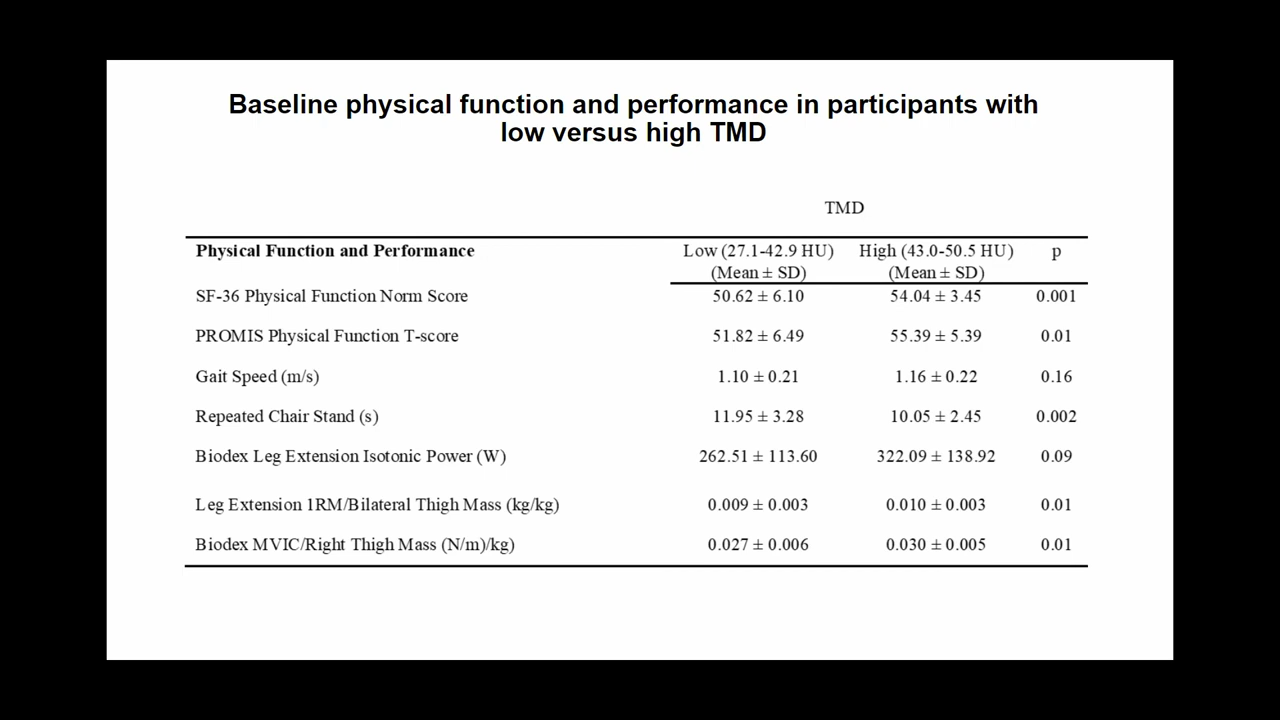 Baseline physical function and performance in participants with
low versus high TMD
TMD
Physical Function and Performance Low (27.1-42.9 HU) High (43.0-50.5 HU) p
(Mean ± SD) (Mean ± SD)
SF-36 Physical Function Norm Score 50.62 ± 6.10 54.04 ± 3.45 0.001
PROMIS Physical Function T-score 51.82 ± 6.49 55.39 ± 5.39 0.01
Gait Speed (m/s) 1.10 ± 0.21 1.16 ± 0.22 0.16
Repeated Chair Stand (s) 11.95 ± 3.28 10.05 ± 2.45 0.002
Biodex Leg Extension Isotonic Power (W) 262.51 ± 113.60 322.09 ± 138.92 0.09
Leg Extension 1RM/Bilateral Thigh Mass (kg/kg) 0.009 ± 0.003 0.010 ± 0.003 0.01
Biodex MVIC/Right Thigh Mass (N/m)/kg) 0.027 ± 0.006 0.030 ± 0.005 0.01